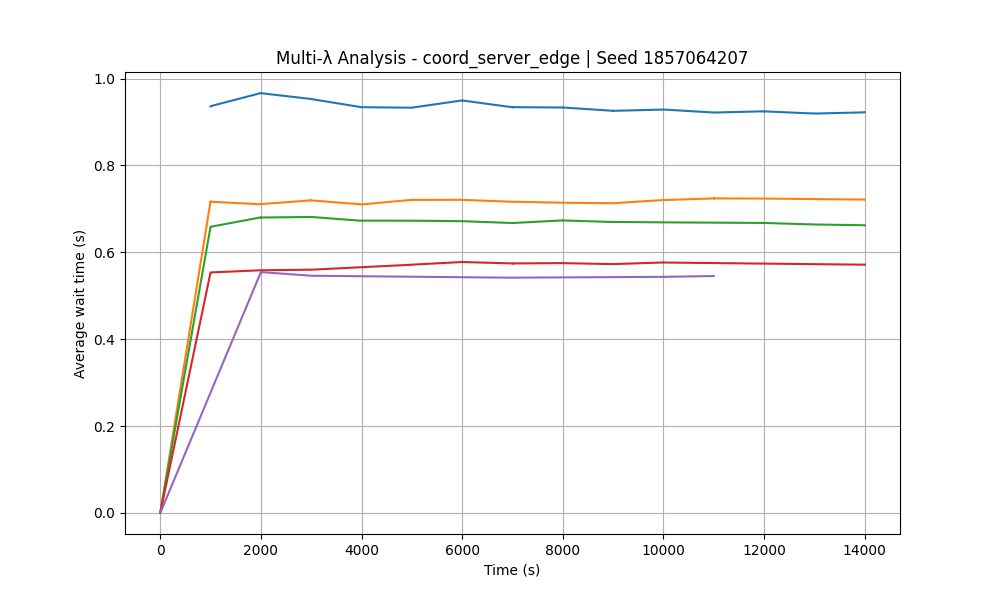 Multi-λ Analysis - coord_server_edge | Seed 1857064207
Average wait time (s)
1.0
0.8
0.6
0.4
0.2
0.0
0 2000 4000 6000 8000 10000 12000 14000
Time (s)